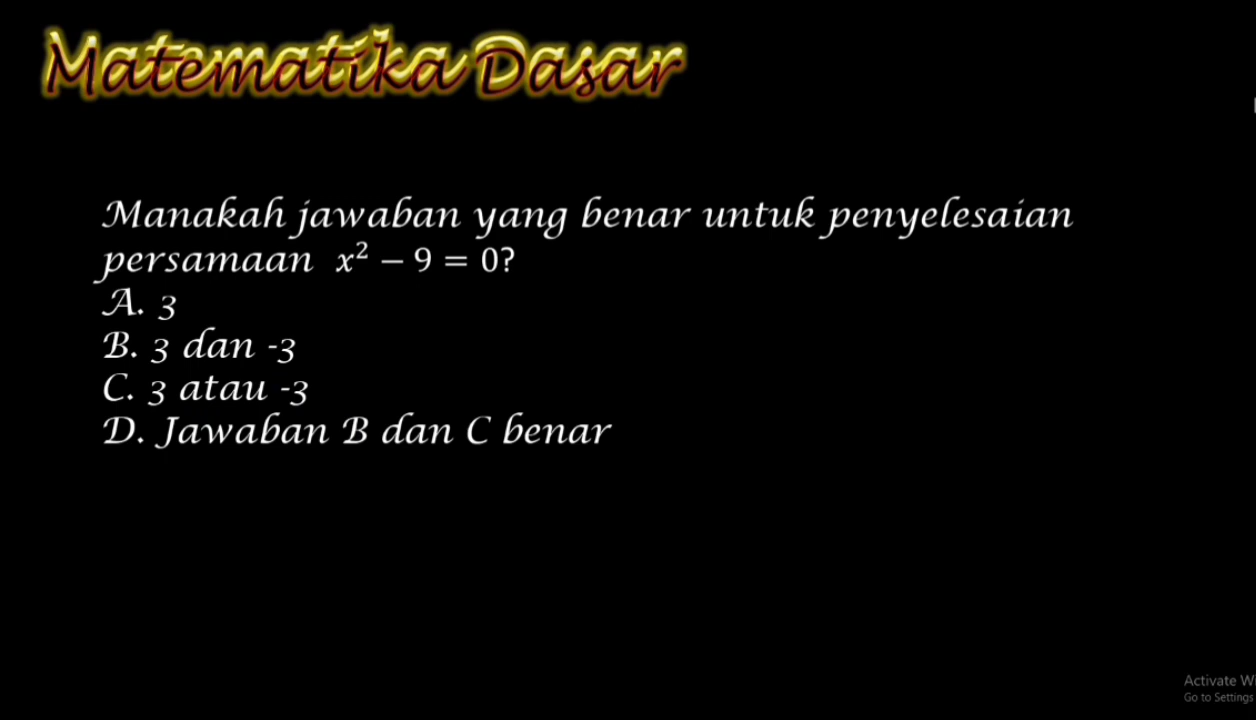 Matematika Dasar
Manakah jawaban yang benar untuk penyelesaian
persamaan x² − 9 = 0?
A. 3
B. 3 dan -3
C. 3 atau -3
D. Jawaban B dan C benar
Activate
Go to Settings